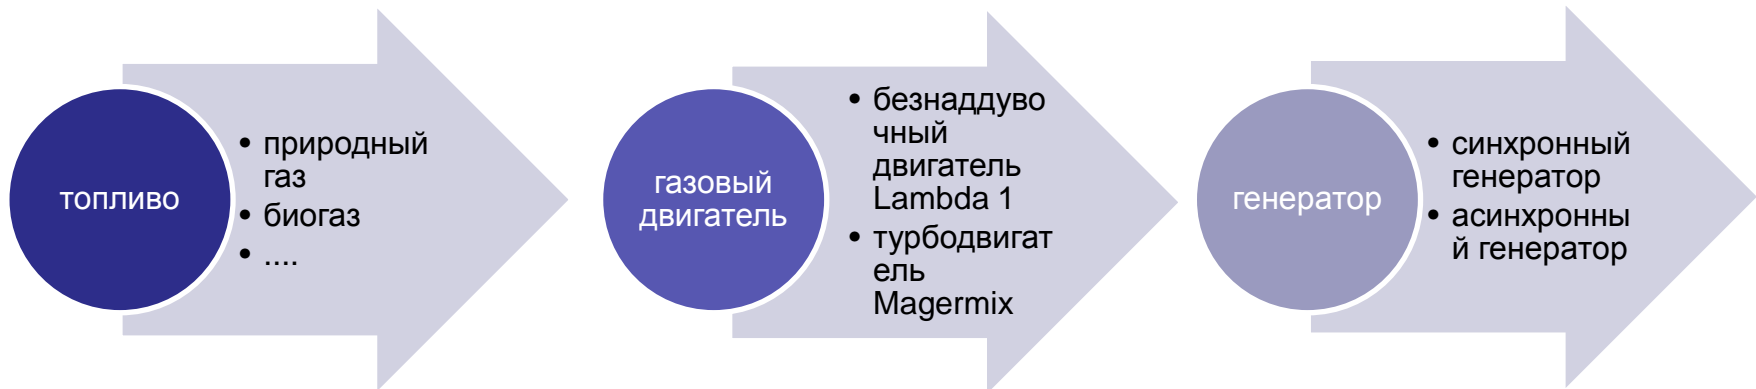 топливо
• природный
газ
• биогаз
• ....
газовый
двигатель
• безнаддуво
чный
двигатель
Lambda 1
• турбодвигат
ель
Magermix
генератор
• синхронный
генератор
• асинхронны
й генератор